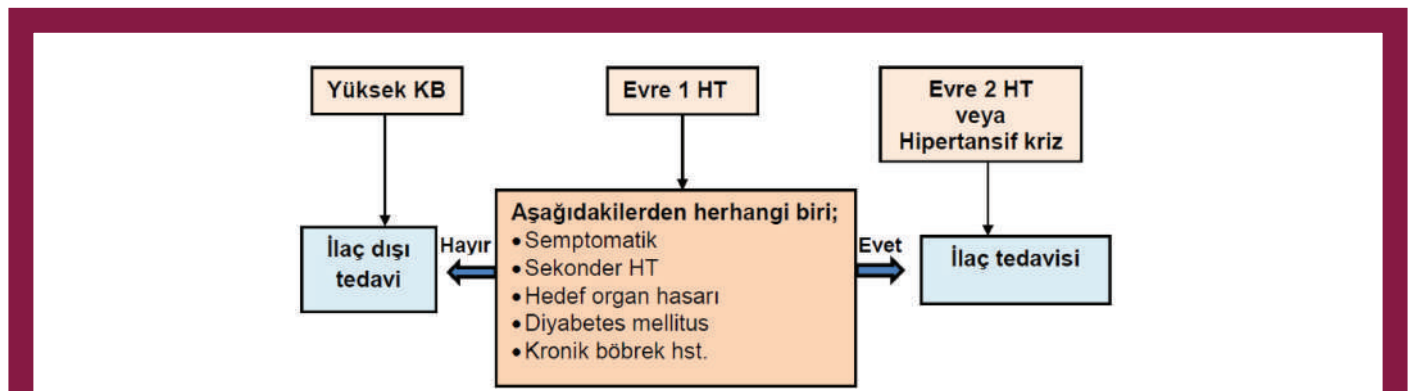 Yüksek KB
Evre 1 HT
Evre 2 HT
veya
Hipertansif kriz
Aşağıdakilerden herhangi biri;
• Semptomatik
• Sekonder HT
• Hedef organ hasarı
• Diyabetes mellitus
• Kronik böbrek hst.
Hayır
Evet
İlaç dışı
tedavi
İlaç tedavisi